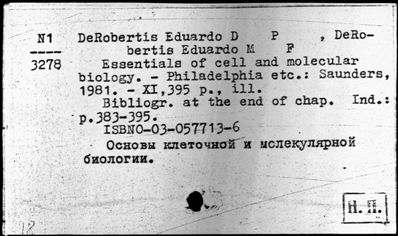 N1 DeRobertis Eduardo D P , DeRo-
---- bertis Eduardo M F
3278 Essentials of cell and molecular
biology. - Philadelphia etc.: Saunders,
1981. - XI,395 p., ill.
Bibliogr. at the end of chap. Ind.:
p.383-395.
ISBN0-03-057713-6
Основы клеточной и молекулярной
биологии.
Н. П.